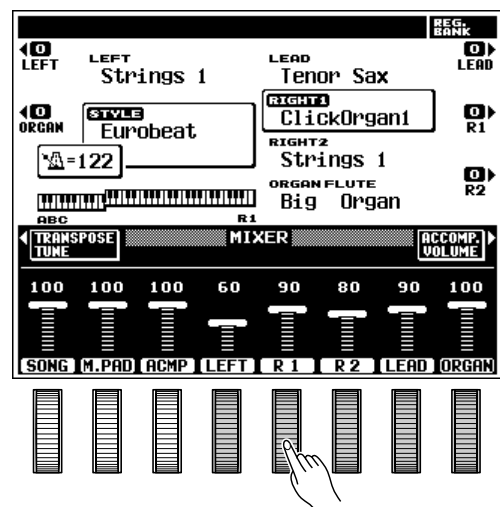 REG.
BANK
0
LEFT
LEFT
Strings 1
LEAD
Tenor Sax
0
LEAD
0
ORGAN
STYLE
Eurobeat
RIGHT1
ClickOrgan1
0
R1
=122
RIGHT2
Strings 1
0
R2
ORGAN FLUTE
Big Organ
ABC
R1
TRANSPOSE
TUNE
MIXER
ACCOMP.
VOLUME
100 100 100 60 90 80 90 100
SONG M.PAD ACMP LEFT R 1 R 2 LEAD ORGAN